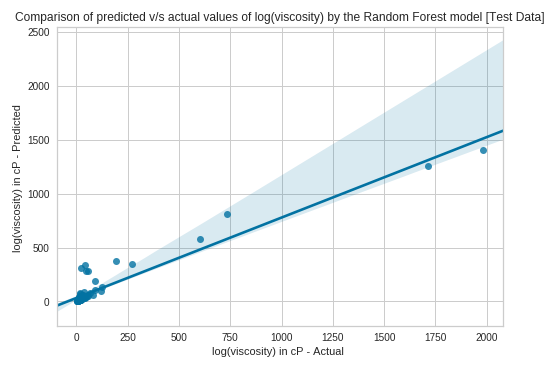 Comparison of predicted v/s actual values of log(viscosity) by the Random Forest model [Test Data]
2500
2000
1500
1000
500
0
log(viscosity) in cP - Predicted
0 250 500 750 1000 1250 1500 1750 2000
log(viscosity) in cP - Actual